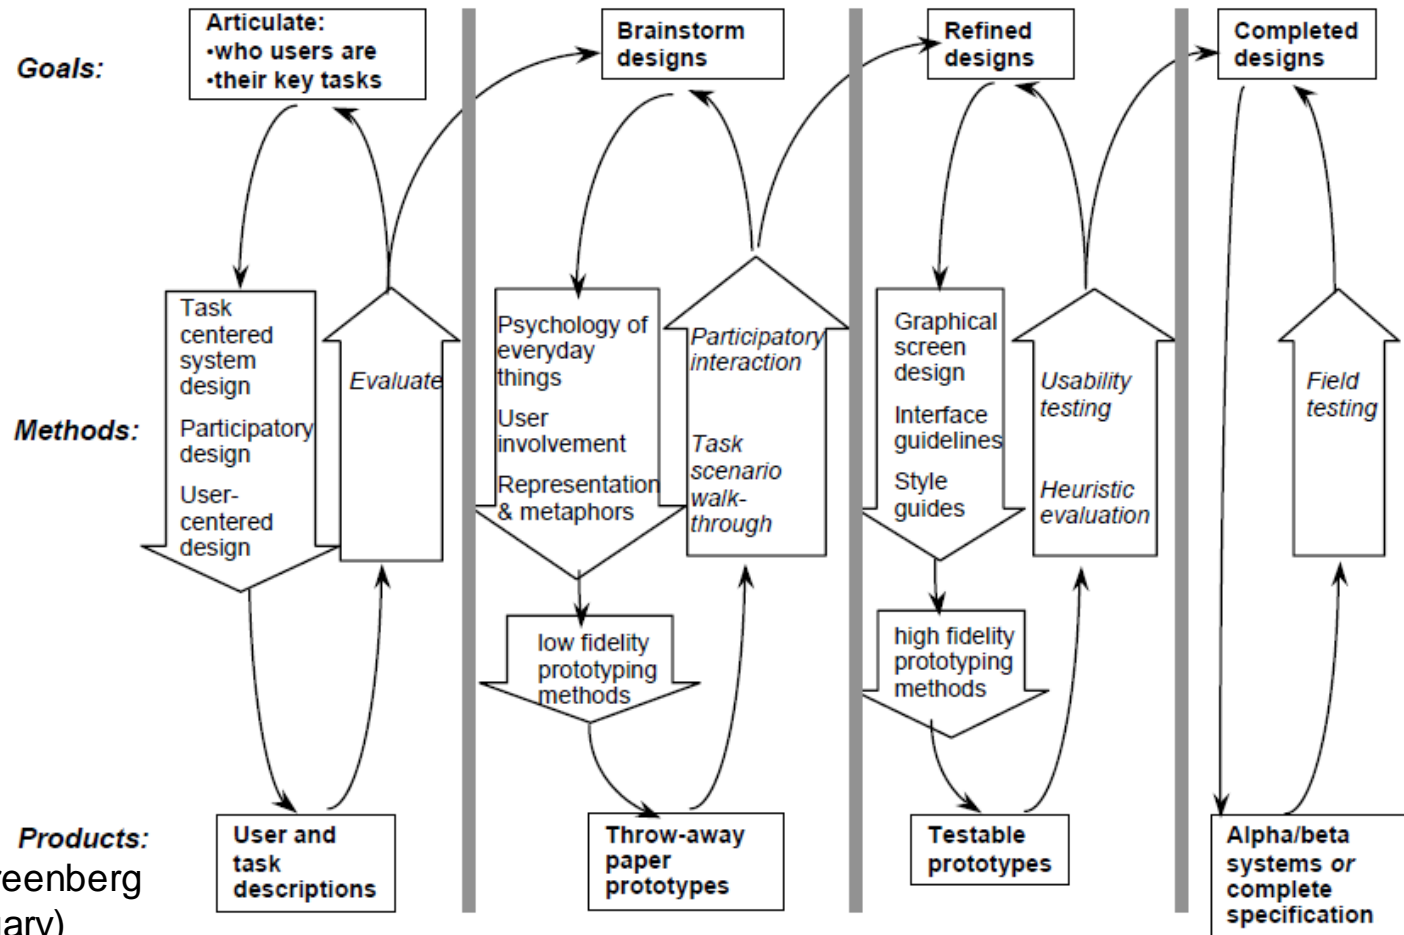 Goals:
Articulate:
•who users are
•their key tasks
Brainstorm
designs
Refined
designs
Completed
designs
Methods:
Task
centered
system
design
Participatory
design
User-
centered
design
Evaluate
Psychology of
everyday
things
User
involvement
Representation
& metaphors
Participatory
interaction
Task
scenario
walk-
through
Graphical
screen
design
Interface
guidelines
Style
guides
Usability
testing
Heuristic
evaluation
Field
testing
low fidelity
prototyping
methods
high fidelity
prototyping
methods
Products:
User and
task
descriptions
Throw-away
paper
prototypes
Testable
prototypes
Alpha/beta
systems or
complete
specification
reenberg